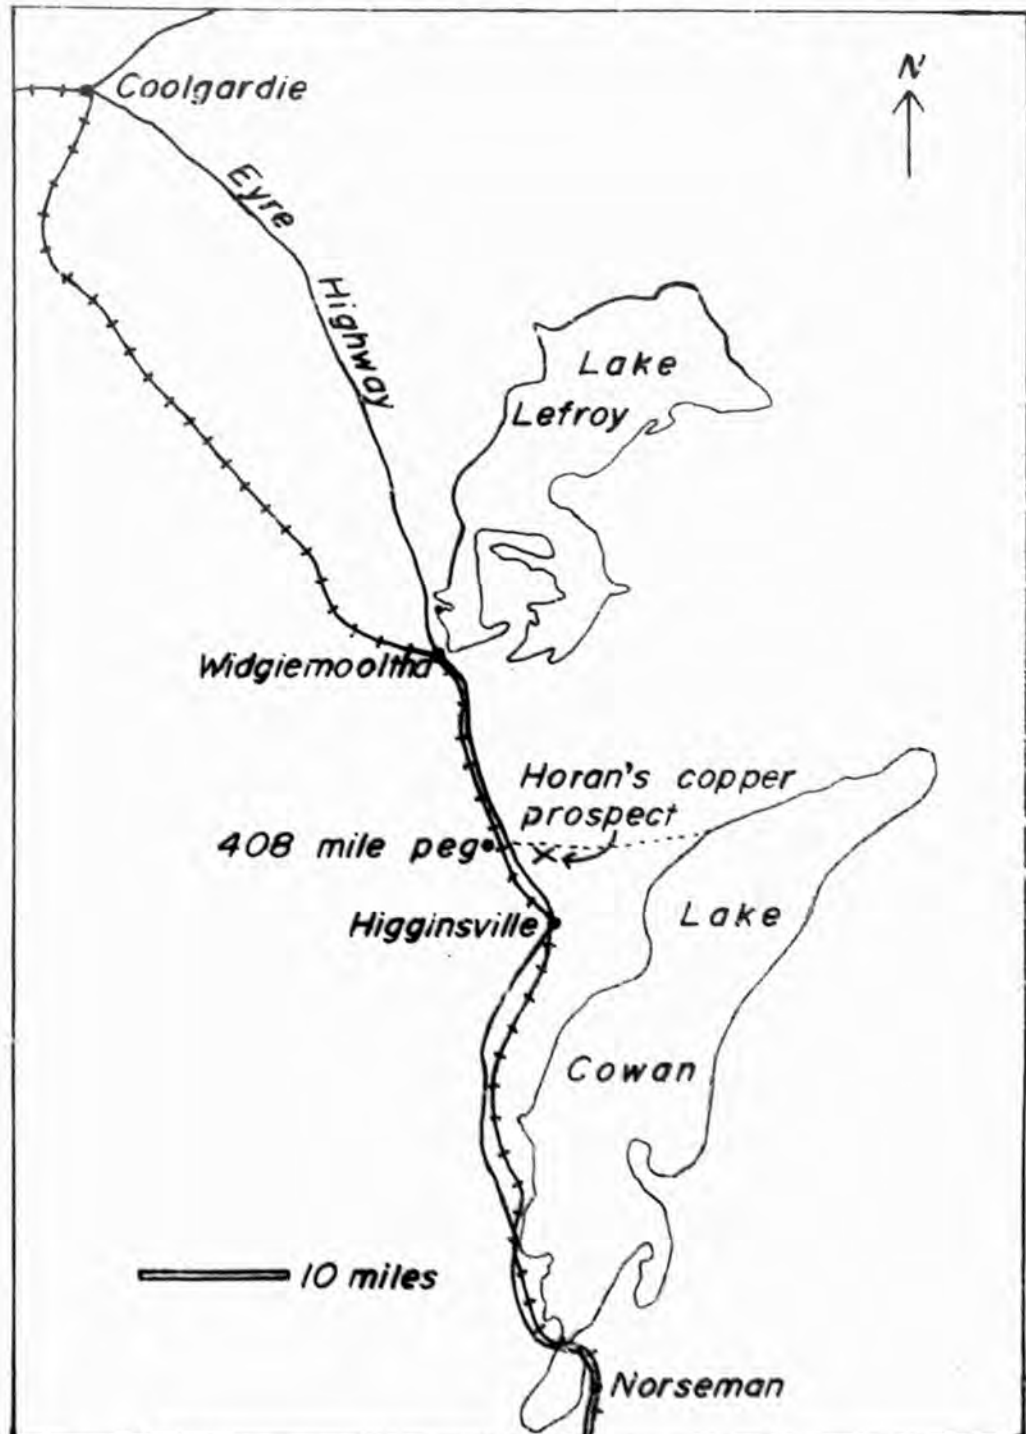 N
Coolgardie
Eyre
Highway
Lake
Lefroy
Widgiemooltha
Horan's copper
prospect
408 mile peg
Higginsville
Lake
Cowan
10 miles
Norseman